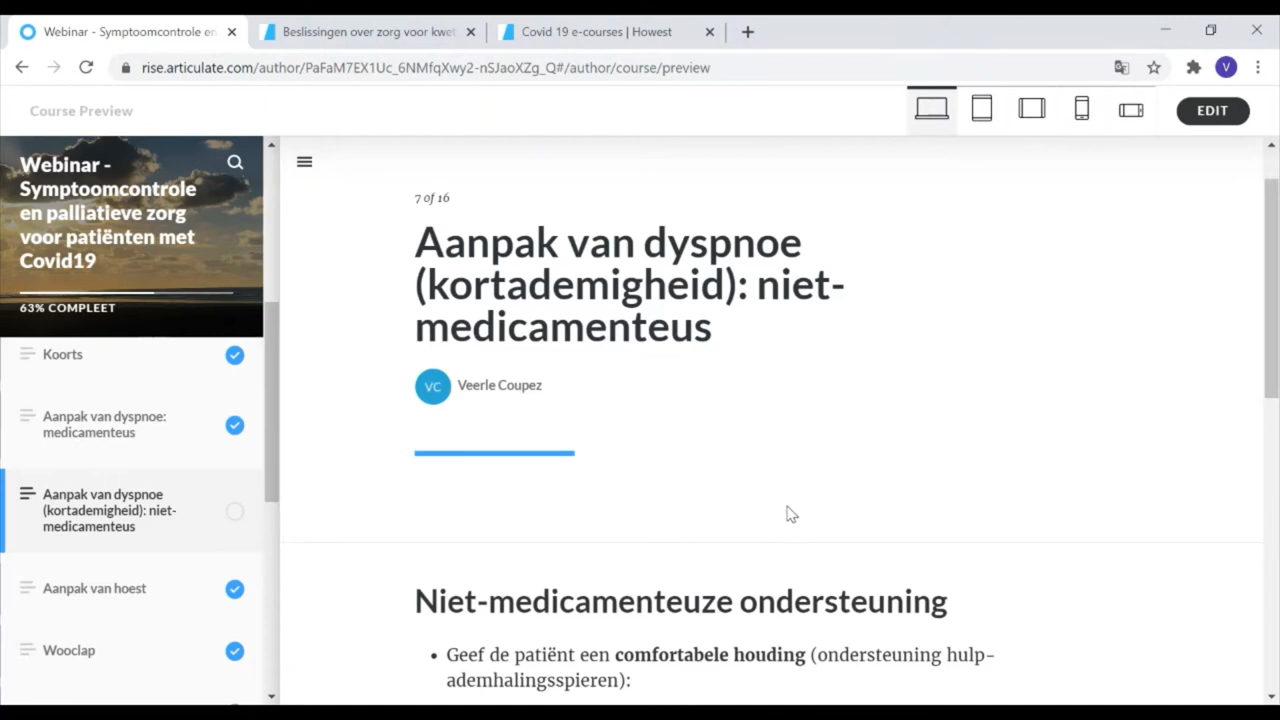 Webinar - Symptoomcontrole en
Beslissingen over zorg voor kwet
Covid 19 e-courses | Howest
rise.articulate.com/author/PaFaM7EX1Uc_6NMfqXwy2-nSJaoXZg_Q#/author/course/preview
V
Course Preview
EDIT
Webinar -
Symptoomcontrole
en palliatieve zorg
voor patiënten met
Covid19
63% COMPLEET
Koorts
Aanpak van dyspnoe:
medicamenteus
Aanpak van dyspnoe
(kortademigheid): niet-
medicamenteus
Aanpak van hoest
Wooclap
7 of 16
Aanpak van dyspnoe
(kortademigheid): niet-
medicamenteus
VC Veerle Coupez
Niet-medicamenteuze ondersteuning
• Geef de patiënt een comfortabele houding (ondersteuning hulp-
ademhalingsspieren):